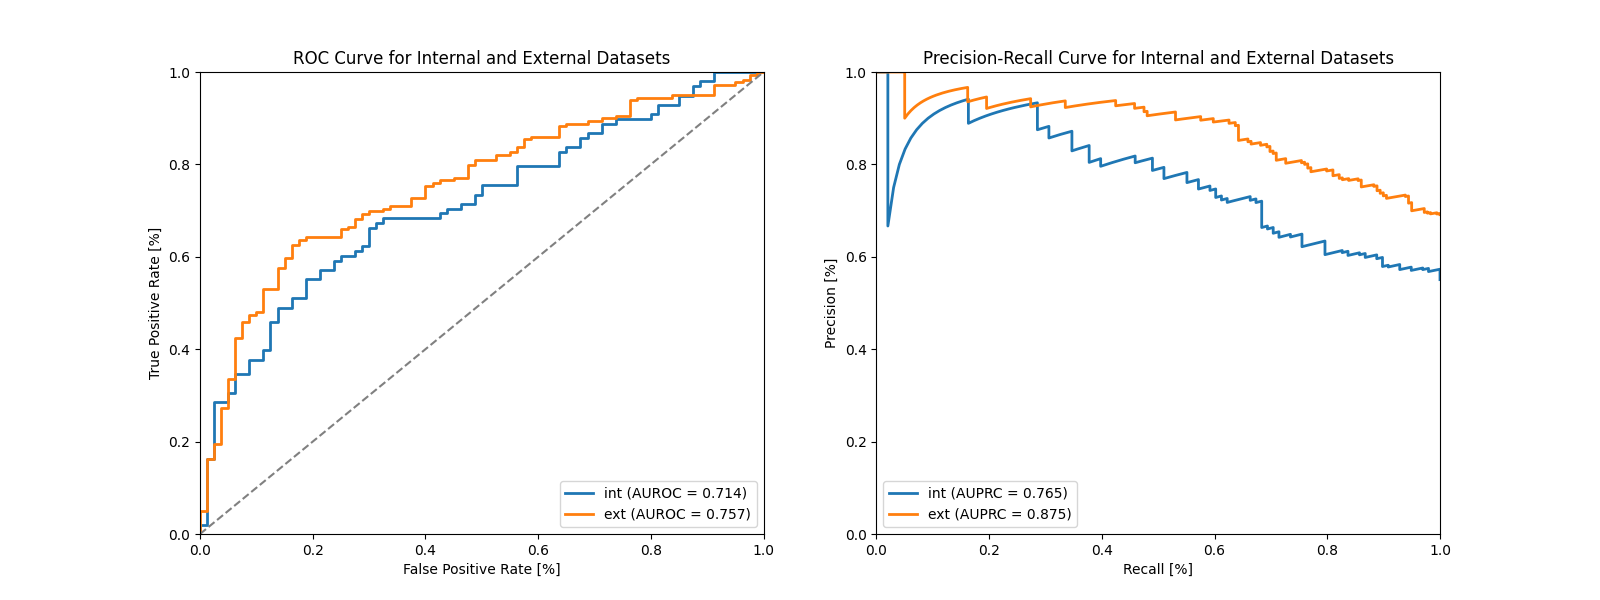 ROC Curve for Internal and External Datasets
True Positive Rate [%]
1.0
0.8
0.6
0.4
0.2
0.0
int (AUROC = 0.714)
ext (AUROC = 0.757)
0.0 0.2 0.4 0.6 0.8 1.0
False Positive Rate [%]
Precision-Recall Curve for Internal and External Datasets
Precision [%]
1.0
0.8
0.6
0.4
0.2
0.0
int (AUPRC = 0.765)
ext (AUPRC = 0.875)
0.0 0.2 0.4 0.6 0.8 1.0
Recall [%]